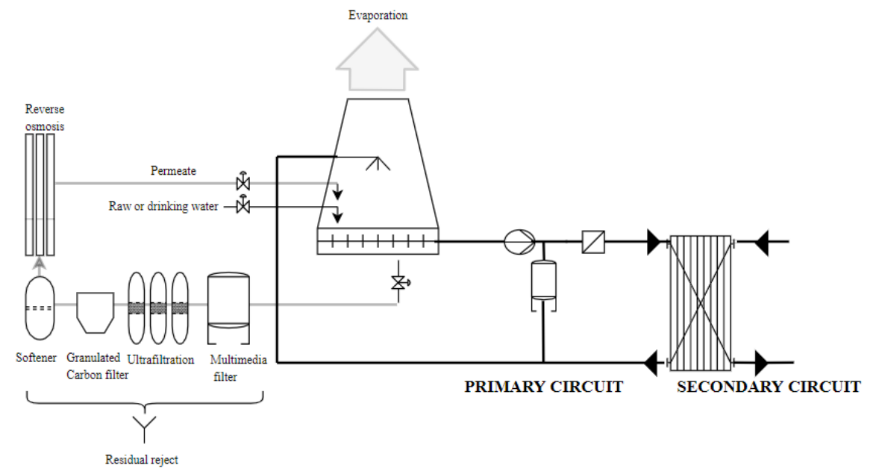 Evaporation
Reverse
osmosis
Permeate
Raw or drinking water
Softener
Granulated
Carbon filter
Ultrafiltration
Multimedia
filter
PRIMARY CIRCUIT
SECONDARY CIRCUIT
Residual reject